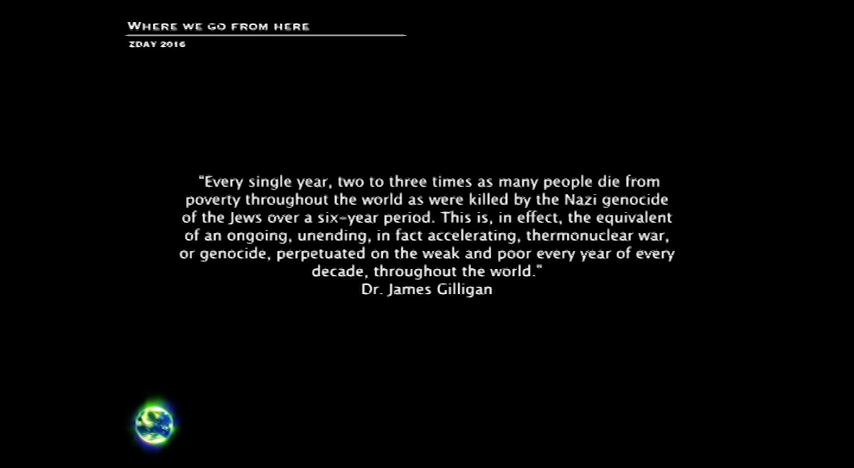 WHERE WE GO FROM HERE
ZDAY 2016
“Every single year, two to three times as many people die from
poverty throughout the world as were killed by the Nazi genocide
of the Jews over a six-year period. This is, in effect, the equivalent
of an ongoing, unending, in fact accelerating, thermonuclear war,
or genocide, perpetuated on the weak and poor every year of every
decade, throughout the world.”
Dr. James Gilligan